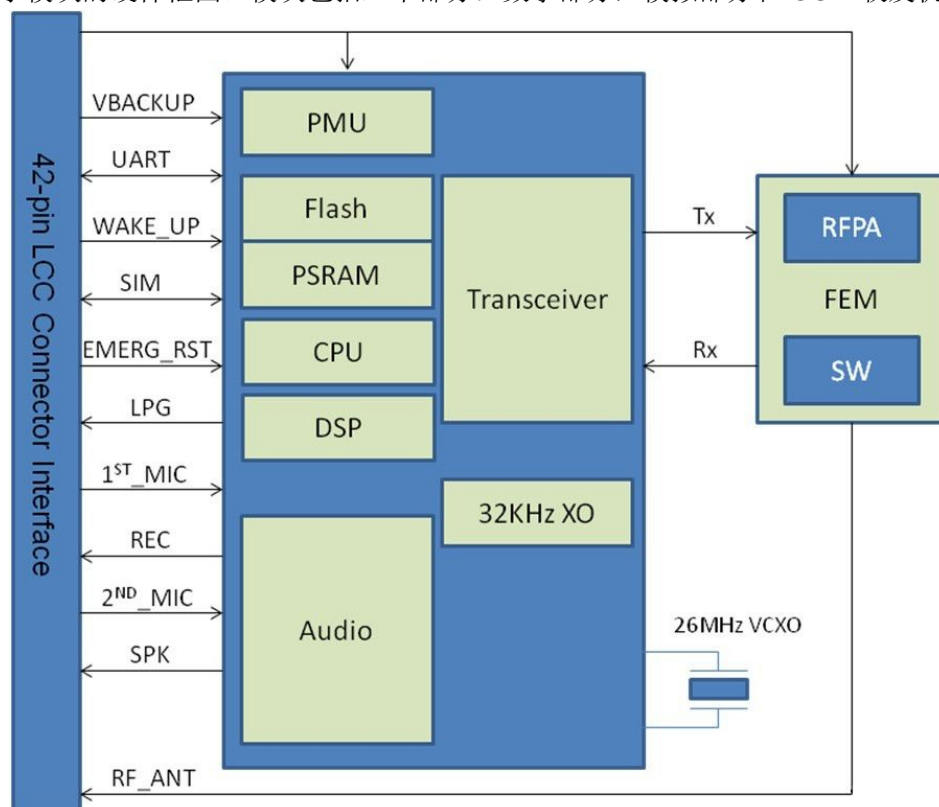 VBACKUP
UART
WAKE_UP
SIM
EMERG_RST
LPG
1ST_MIC
REC
2ND_MIC
SPK
RF_ANT
42-pin LCC Connector Interface
PMU
Flash
PSRAM
CPU
DSP
Audio
Transceiver
32KHz XO
Tx
Rx
RFPA
FEM
SW
26MHz VCXO